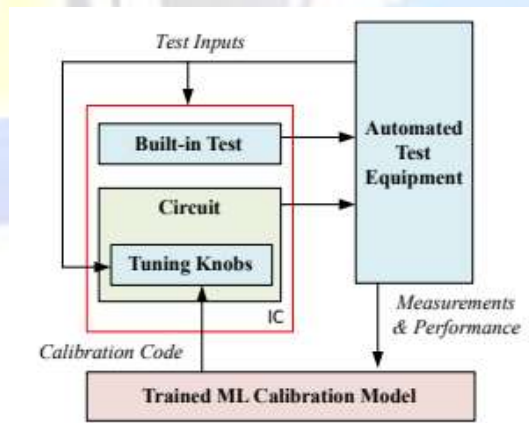 Test Inputs
Built-in Test
Automated
Test
Equipment
Circuit
Tuning Knobs
IC
Measurements
& Performance
Calibration Code
Trained ML Calibration Model